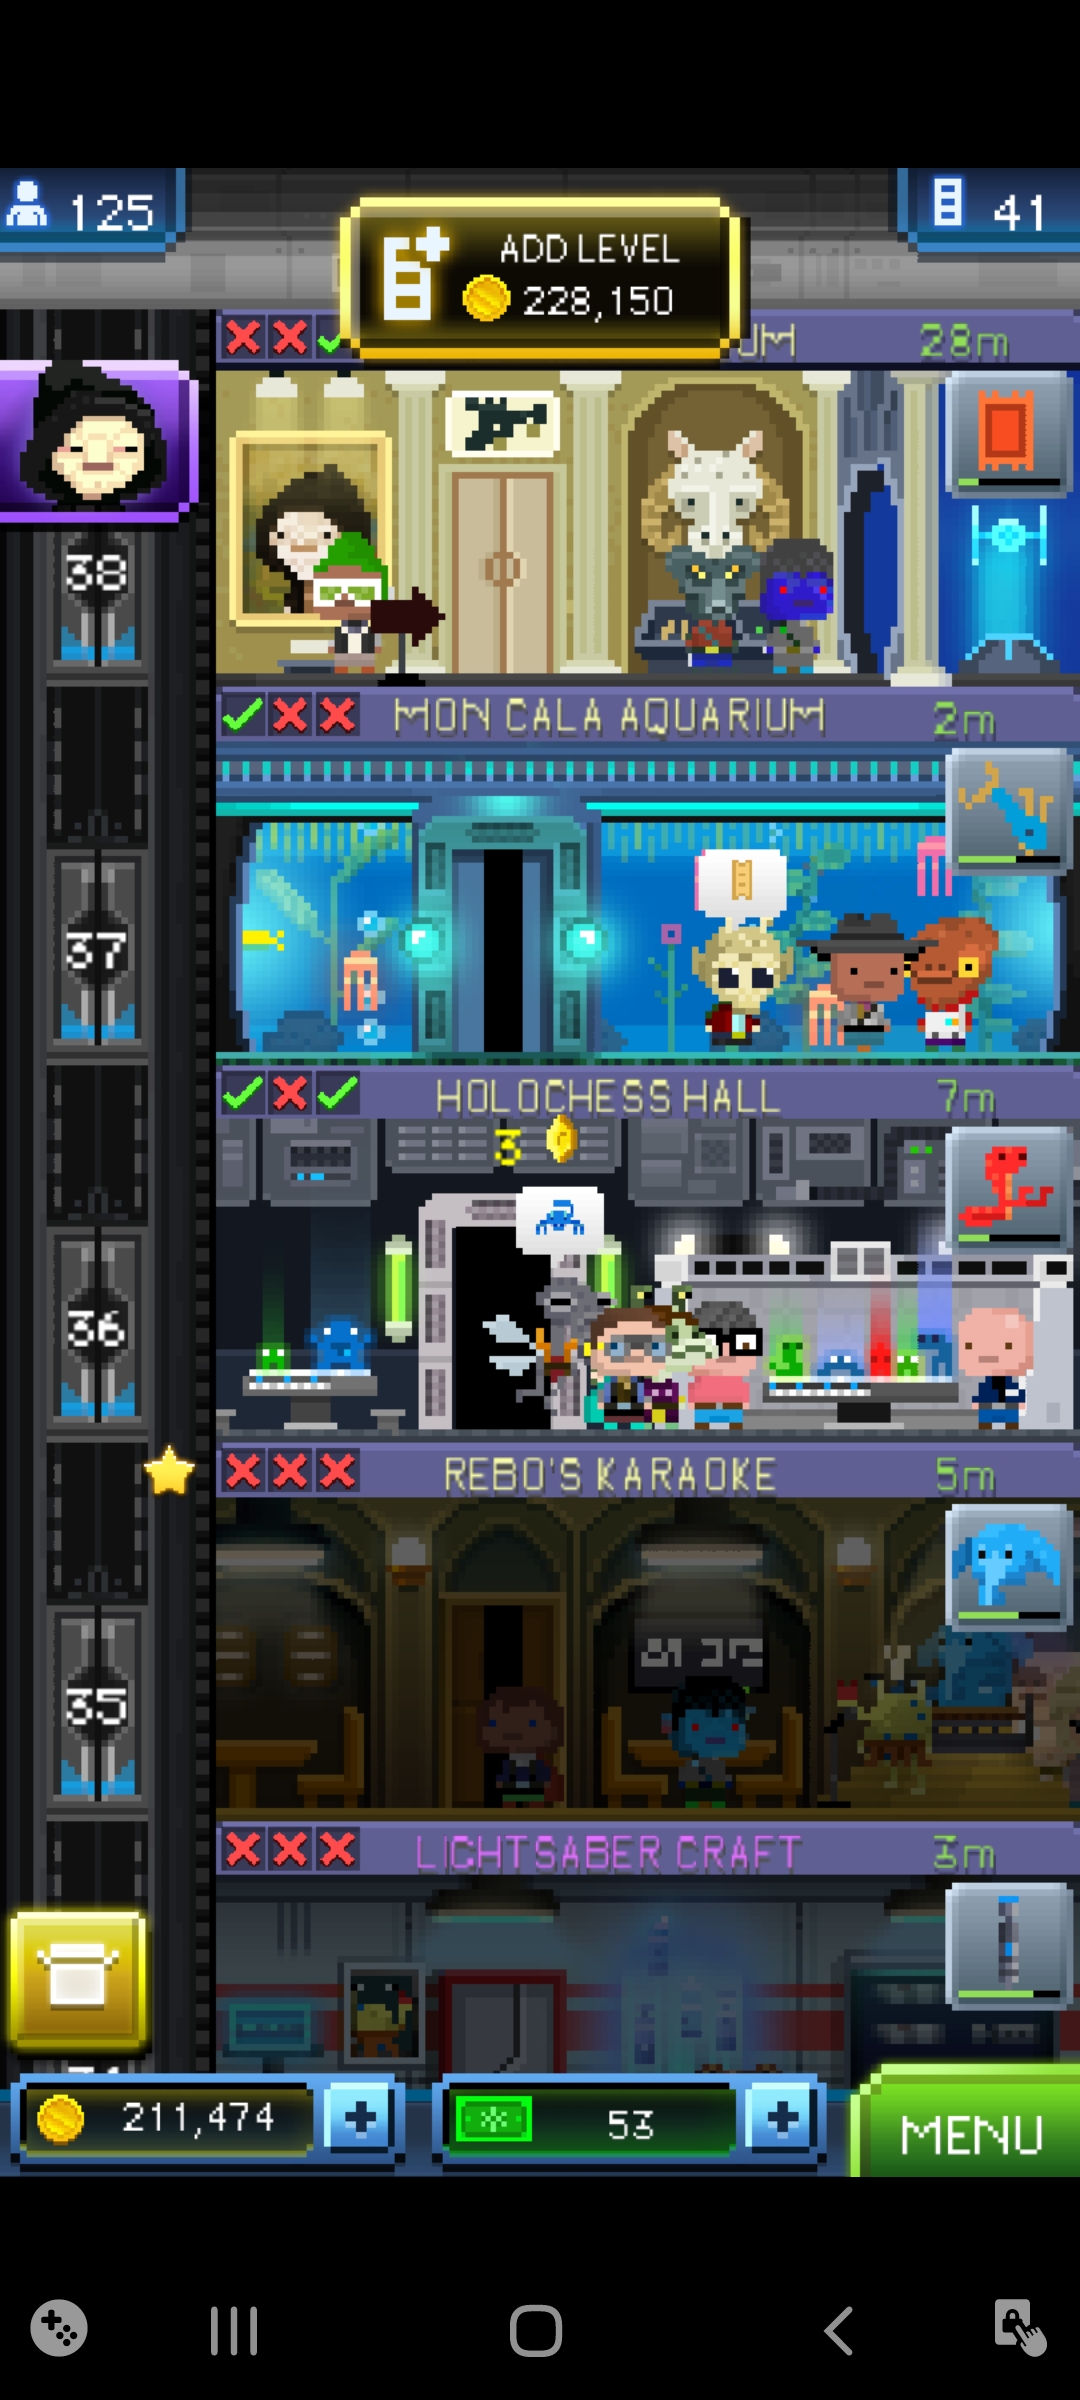 125
ADD LEVEL
228,150
41
UM 28m
38
MON CALA AQUARIUM 2m
37
HOLOCHESS HALL 7m
3
36
REBO'S KARAOKE 5m
35
LIGHTSABER CRAFT 3m
211,474
53
MENU